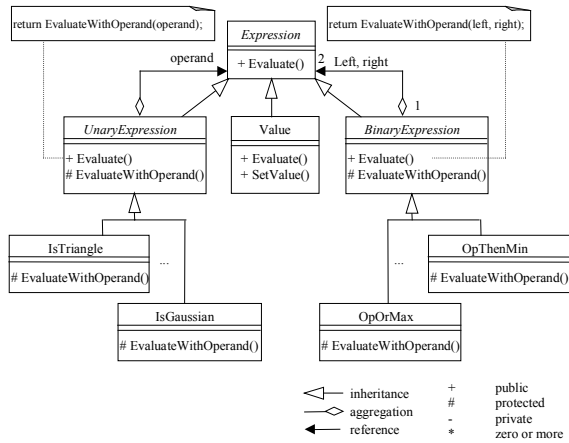 return EvaluateWithOperand(operand);
return EvaluateWithOperand(left, right);
Expression
+ Evaluate()
operand
2 Left, right
1
UnaryExpression
+ Evaluate()
# EvaluateWithOperand()
Value
+ Evaluate()
+ SetValue()
BinaryExpression
+ Evaluate()
# EvaluateWithOperand()
IsTriangle
# EvaluateWithOperand()
...
...
OpThenMin
# EvaluateWithOperand()
IsGaussian
# EvaluateWithOperand()
OpOrMax
# EvaluateWithOperand()
inheritance
aggregation
reference
+ public
# protected
- private
* zero or more